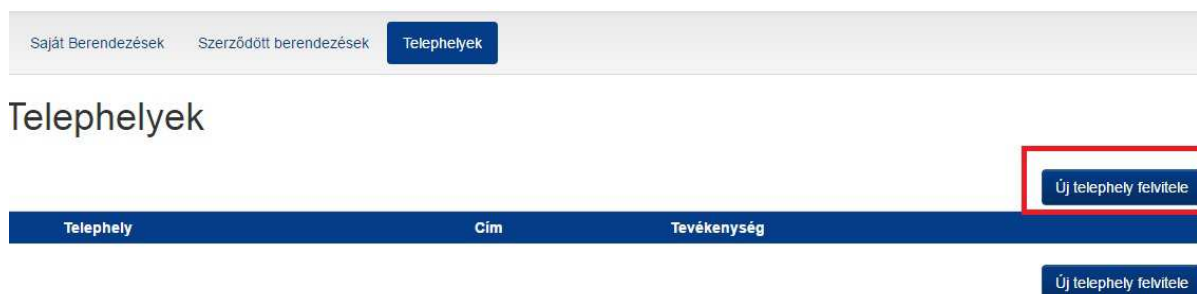 Saját Berendezések Szerződött berendezések Telephelyek
Telephelyek
Új telephely felvitele
Telephely Cím Tevékenység
Új telephely felvitele